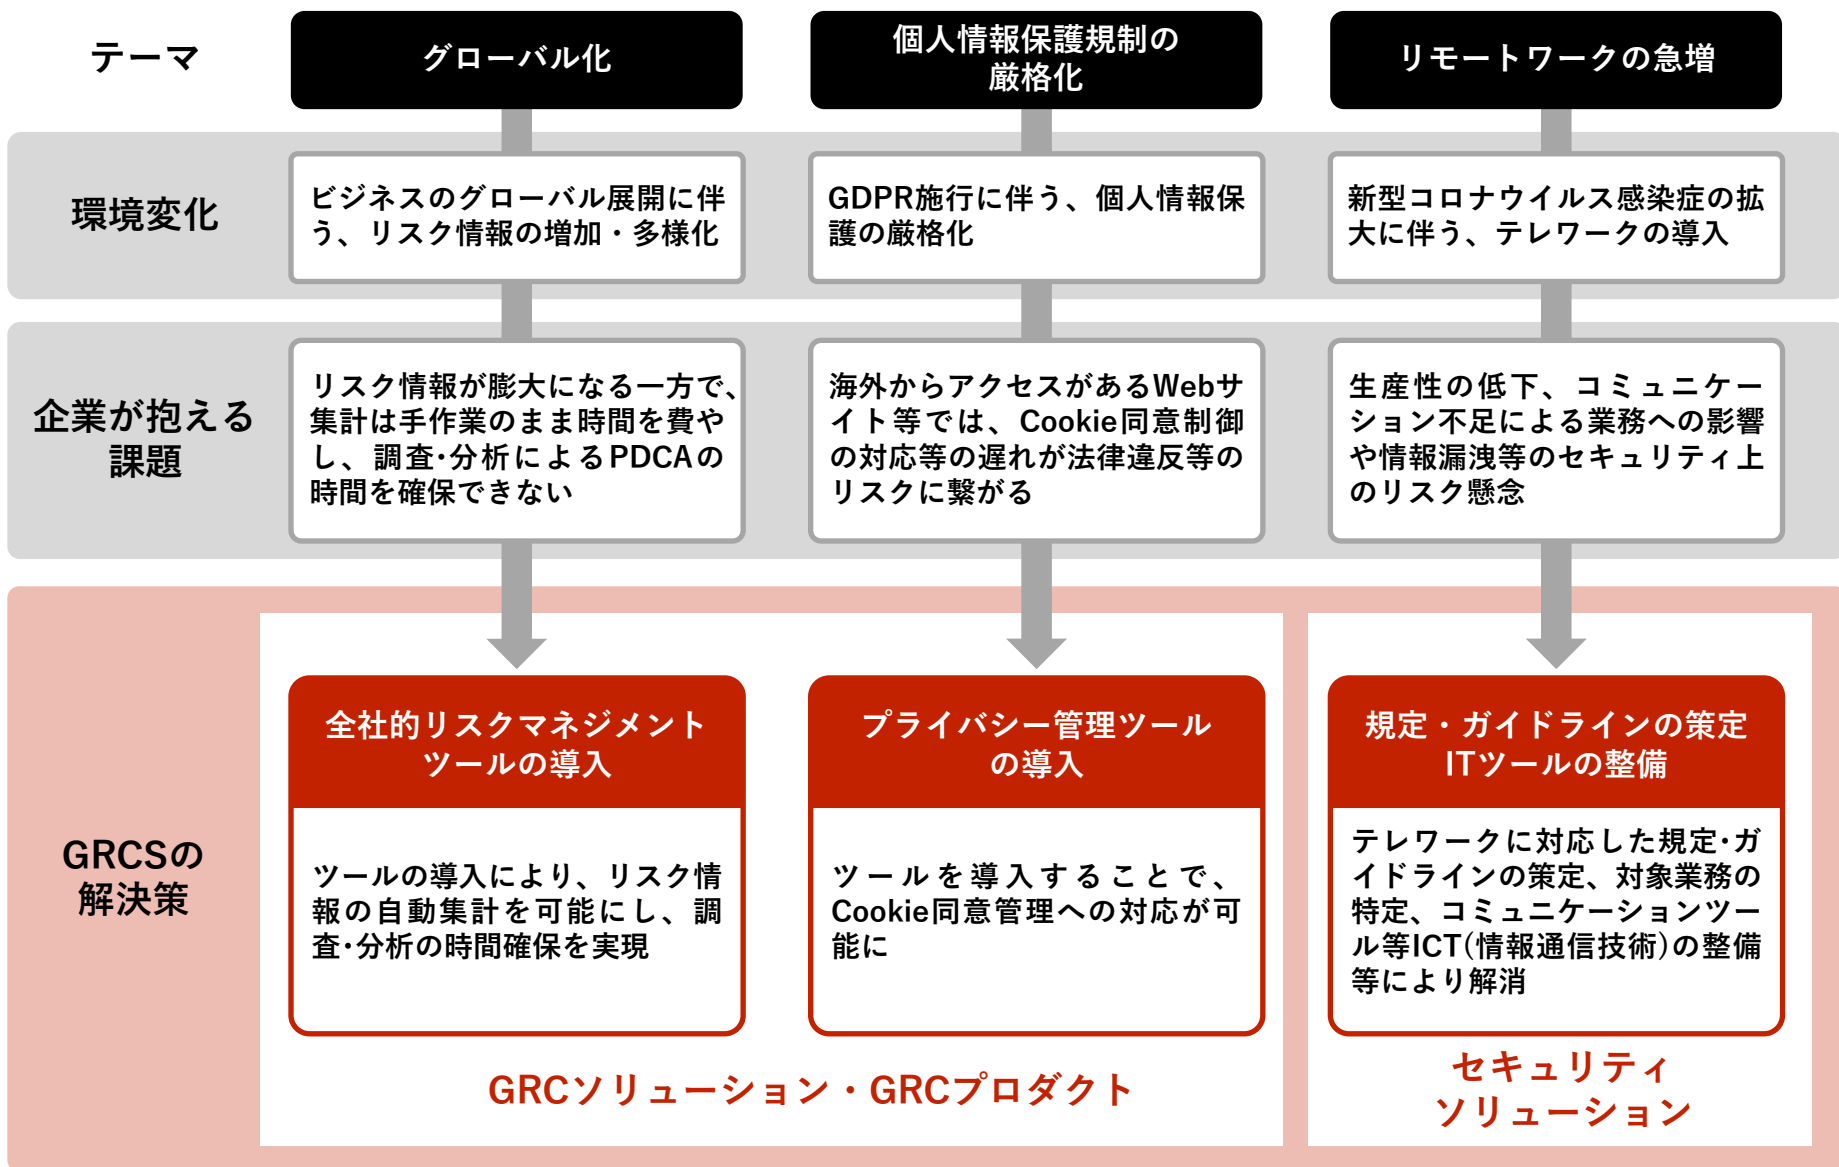 テーマ
グローバル化
個人情報保護規制の
厳格化
リモートワークの急増
環境変化
ビジネスのグローバル展開に伴
う、リスク情報の増加・多様化
GDPR施行に伴う、個人情報保
護の厳格化
新型コロナウイルス感染症の拡
大に伴う、テレワークの導入
企業が抱える
課題
リスク情報が膨大になる一方で、
集計は手作業のまま時間を費や
し、調査･分析によるPDCAの
時間を確保できない
海外からアクセスがあるWebサ
イト等では、Cookie同意制御
の対応等の遅れが法律違反等の
リスクに繋がる
生産性の低下、コミュニケー
ション不足による業務への影響
や情報漏洩等のセキュリティ上
のリスク懸念
GRCSの
解決策
全社的リスクマネジメント
ツールの導入
ツールの導入により、リスク情
報の自動集計を可能にし、調
査･分析の時間確保を実現
プライバシー管理ツール
の導入
ツールを導入することで、
Cookie同意管理への対応が可
能に
規定・ガイドラインの策定
ITツールの整備
テレワークに対応した規定･ガ
イドラインの策定、対象業務の
特定、コミュニケーションツー
ル等ICT(情報通信技術)の整備
等により解消
GRCソリューション・GRCプロダクト
セキュリティ
ソリューション